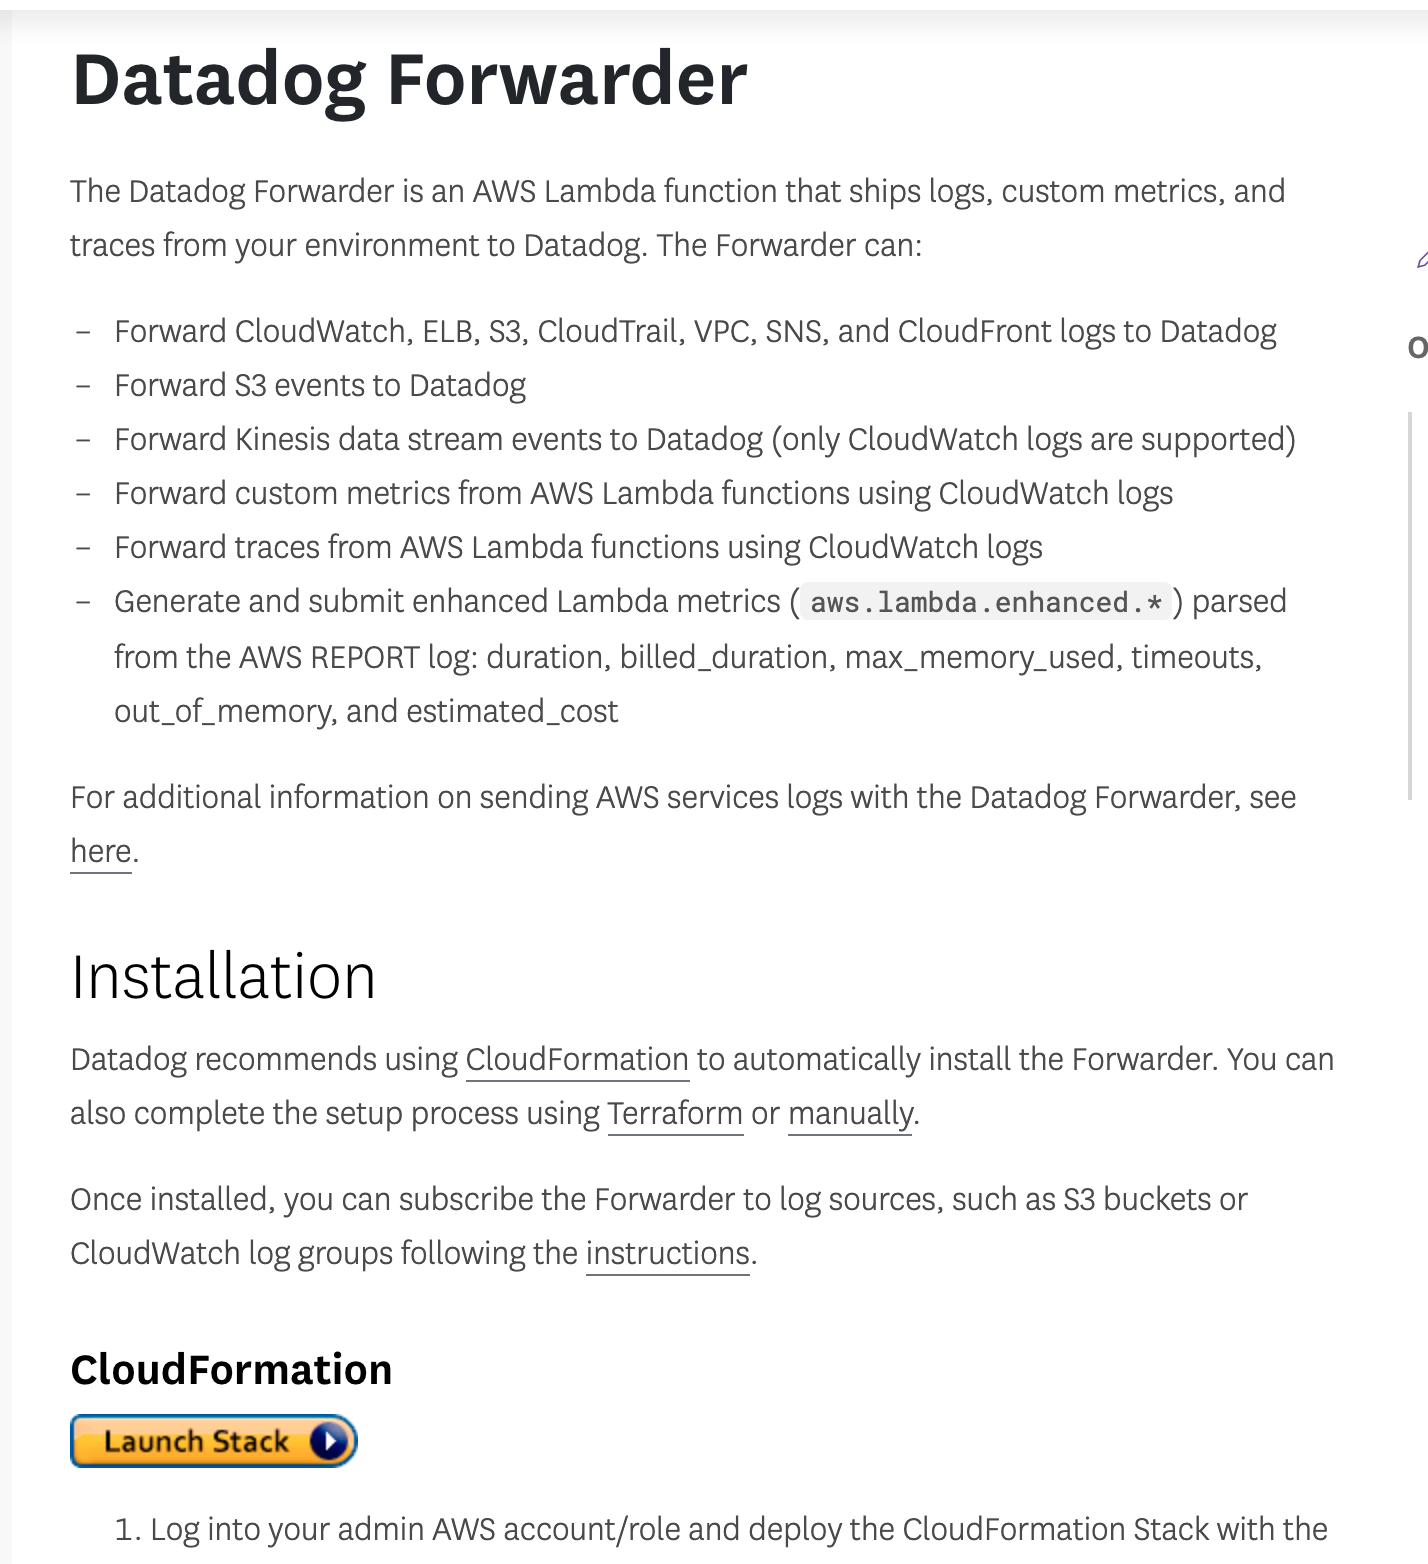 Datadog Forwarder
The Datadog Forwarder is an AWS Lambda function that ships logs, custom metrics, and
traces from your environment to Datadog. The Forwarder can:
– Forward CloudWatch, ELB, S3, CloudTrail, VPC, SNS, and CloudFront logs to Datadog
– Forward S3 events to Datadog
– Forward Kinesis data stream events to Datadog (only CloudWatch logs are supported)
– Forward custom metrics from AWS Lambda functions using CloudWatch logs
– Forward traces from AWS Lambda functions using CloudWatch logs
– Generate and submit enhanced Lambda metrics (aws.lambda.enhanced.*) parsed
from the AWS REPORT log: duration, billed_duration, max_memory_used, timeouts,
out_of_memory, and estimated_cost
For additional information on sending AWS services logs with the Datadog Forwarder, see
here.
Installation
Datadog recommends using CloudFormation to automatically install the Forwarder. You can
also complete the setup process using Terraform or manually.
Once installed, you can subscribe the Forwarder to log sources, such as S3 buckets or
CloudWatch log groups following the instructions.
CloudFormation
Launch Stack
1. Log into your admin AWS account/role and deploy the CloudFormation Stack with the